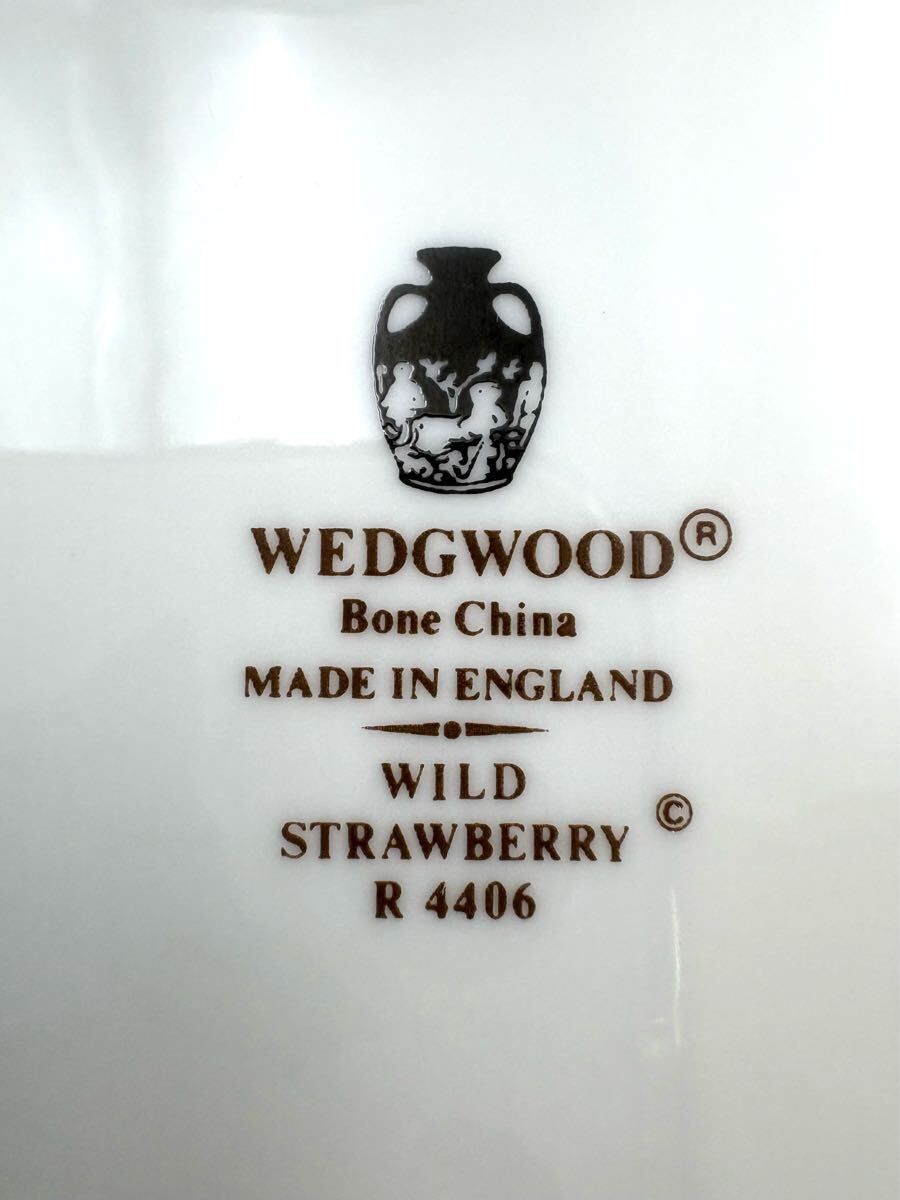 WEDGWOOD®
Bone China
MADE IN ENGLAND
WILD
STRAWBERRY ©
R 4406